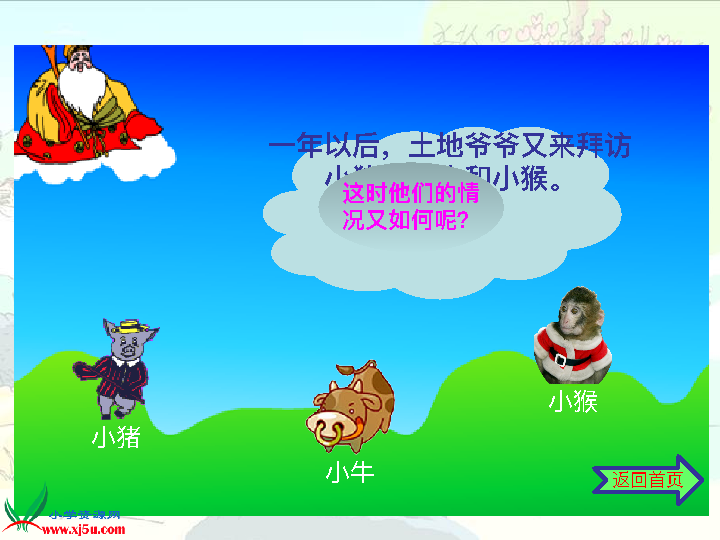 一年以后，土地爷爷又来拜访
小和小猴。
这时他们的情
况又如何呢?
小猴
小猪
小牛
返回首页
小学资源网
www.xj5u.com